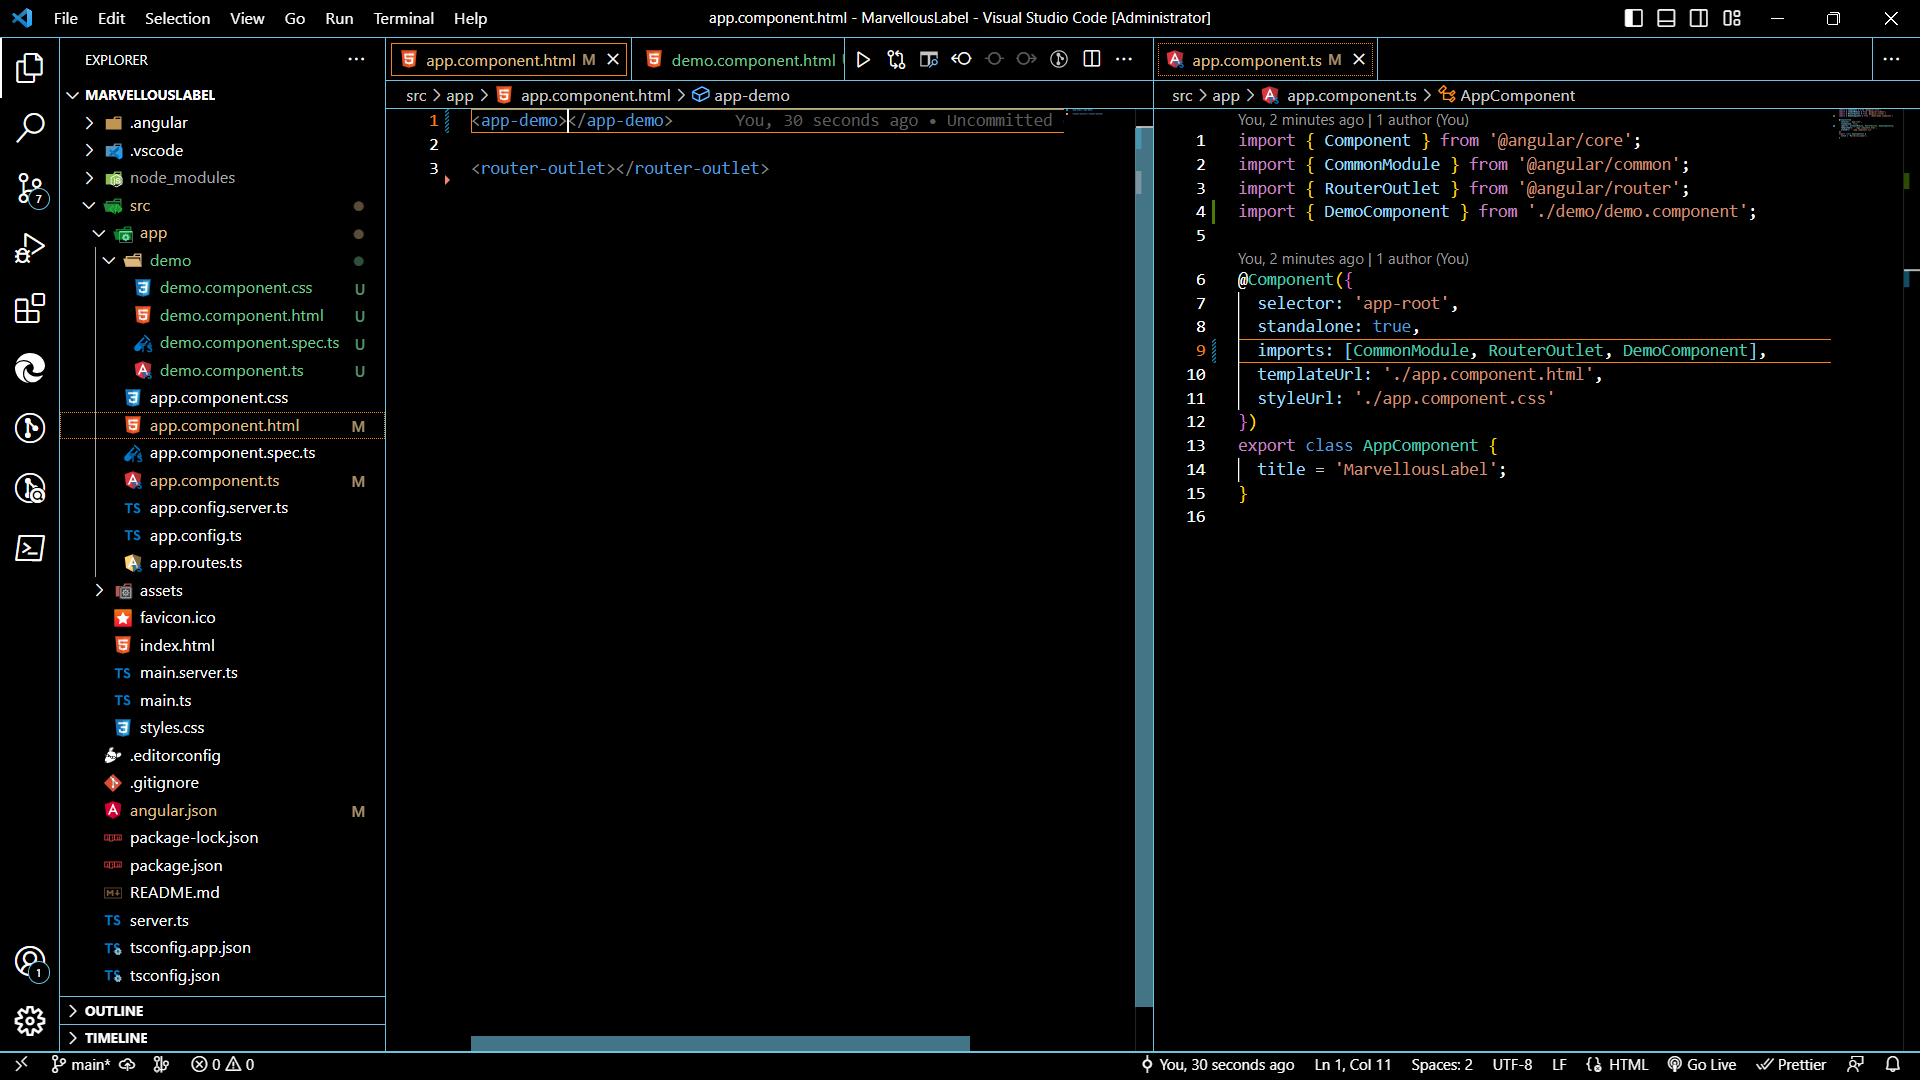 File Edit Selection View Go Run Terminal Help
app.component.html - MarvellousLabel - Visual Studio Code [Administrator]
EXPLORER
MARVELLOUSLABEL
.angular
.vscode
node_modules
src
app
demo
demo.component.css U
demo.component.html U
demo.component.spec.ts U
demo.component.ts U
app.component.css
app.component.html M
app.component.spec.ts
app.component.ts M
app.config.server.ts
app.config.ts
app.routes.ts
assets
favicon.ico
index.html
main.server.ts
main.ts
styles.css
.editorconfig
.gitignore
angular.json M
package-lock.json
package.json
README.md
server.ts
tsconfig.app.json
tsconfig.json
OUTLINE
TIMELINE
7
1
app.component.html M
demo.component.html
src > app > app.component.html > app-demo
1 <app-demo></app-demo> You, 30 seconds ago • Uncommitted
2
3 <router-outlet></router-outlet>
app.component.ts M
src > app > app.component.ts > AppComponent
You, 2 minutes ago | 1 author (You)
1 import { Component } from '@angular/core';
2 import { CommonModule } from '@angular/common';
3 import { RouterOutlet } from '@angular/router';
4 import { DemoComponent } from './demo/demo.component';
5
You, 2 minutes ago | 1 author (You)
6 @Component({
7 selector: 'app-root',
8 standalone: true,
9 imports: [CommonModule, RouterOutlet, DemoComponent],
10 templateUrl: './app.component.html',
11 styleUrl: './app.component.css'
12 })
13 export class AppComponent {
14 title = 'MarvellousLabel';
15 }
16
main* 0 0 You, 30 seconds ago Ln 1, Col 11 Spaces: 2 UTF-8 LF HTML Go Live Prettier